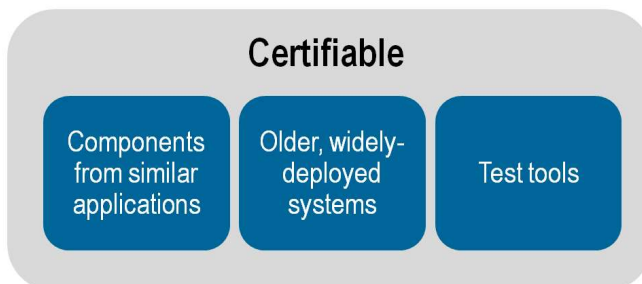 Certifiable
Components
from similar
applications
Older, widely-
deployed
systems
Test tools